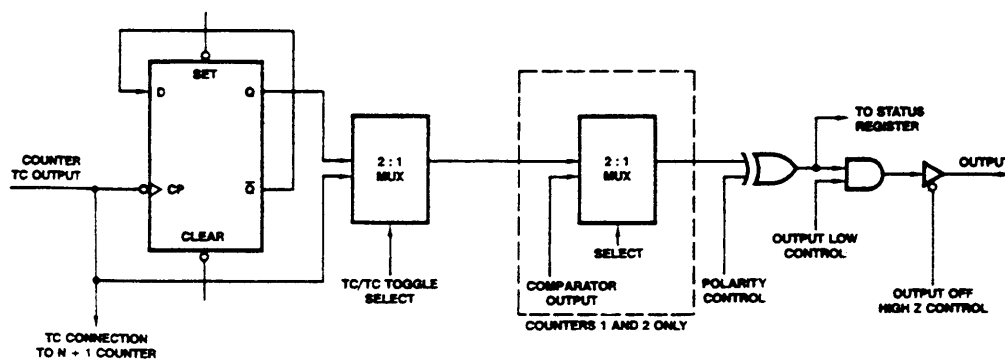 SET
D
Q
COUNTER
TC OUTPUT
CP
Q
CLEAR
TC CONNECTION
TO N + 1 COUNTER
2 : 1
MUX
TC/TC TOGGLE
SELECT
2 : 1
MUX
SELECT
COMPARATOR
OUTPUT
COUNTERS 1 AND 2 ONLY
POLARITY
CONTROL
TO STATUS
REGISTER
OUTPUT LOW
CONTROL
OUTPUT
OUTPUT OFF
HIGH Z CONTROL